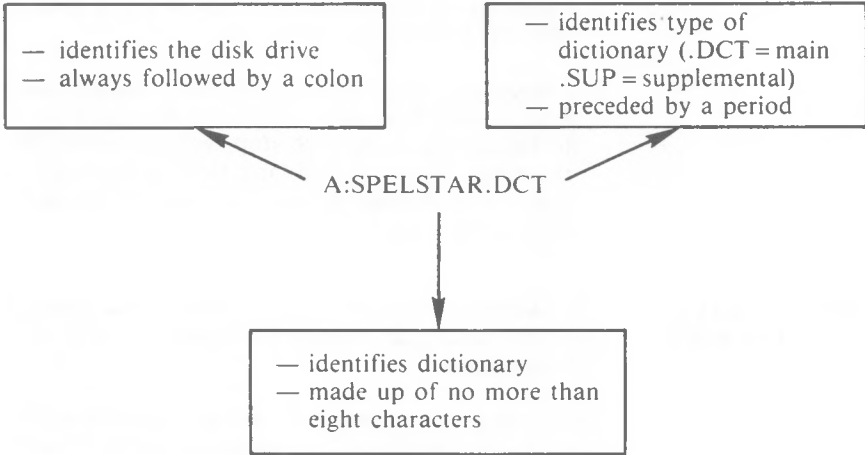 — identifies the disk drive
— always followed by a colon
— identifies type of
dictionary (.DCT = main
.SUP = supplemental)
— preceded by a period
A:SPELSTAR.DCT
— identifies dictionary
— made up of no more than
eight characters